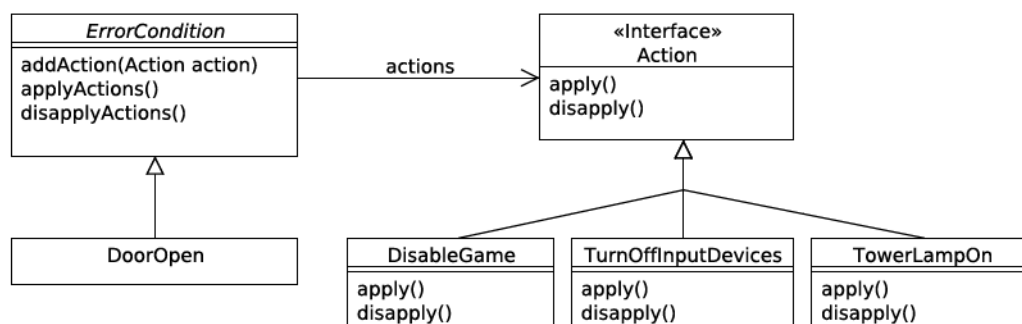 ErrorCondition
addAction(Action action)
applyActions()
disapplyActions()
actions
«Interface»
Action
apply()
disapply()
DoorOpen
DisableGame
apply()
disapply()
TurnOffInputDevices
apply()
disapply()
TowerLampOn
apply()
disapply()